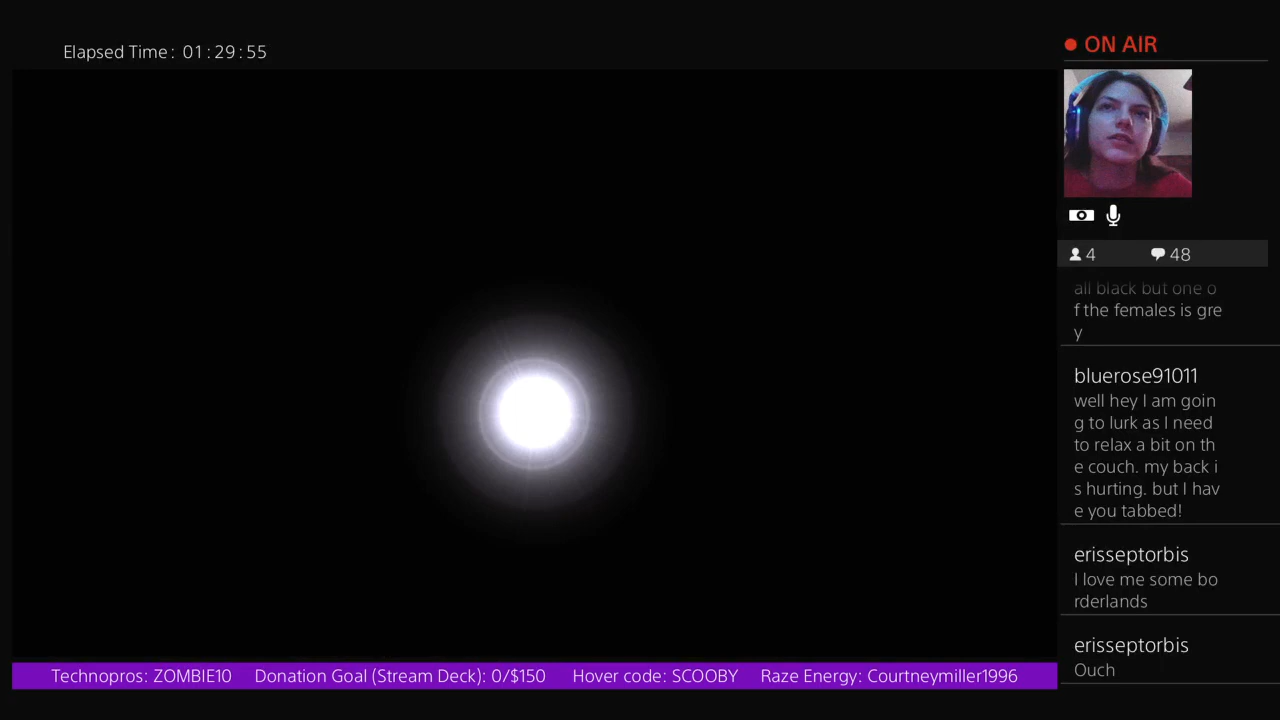 Elapsed Time: 01:29:55
ON AIR
4 48
all black but one o
f the females is gre
y
bluerose91011
well hey I am goin
g to lurk as I need
to relax a bit on th
e couch. my back i
s hurting. but I hav
e you tabbed!
erisseptorbis
I love me some bo
rderlands
erisseptorbis
Ouch
Technopros: ZOMBIE10 Donation Goal (Stream Deck): 0/$150 Hover code: SCOOBY Raze Energy: Courtneymiller1996